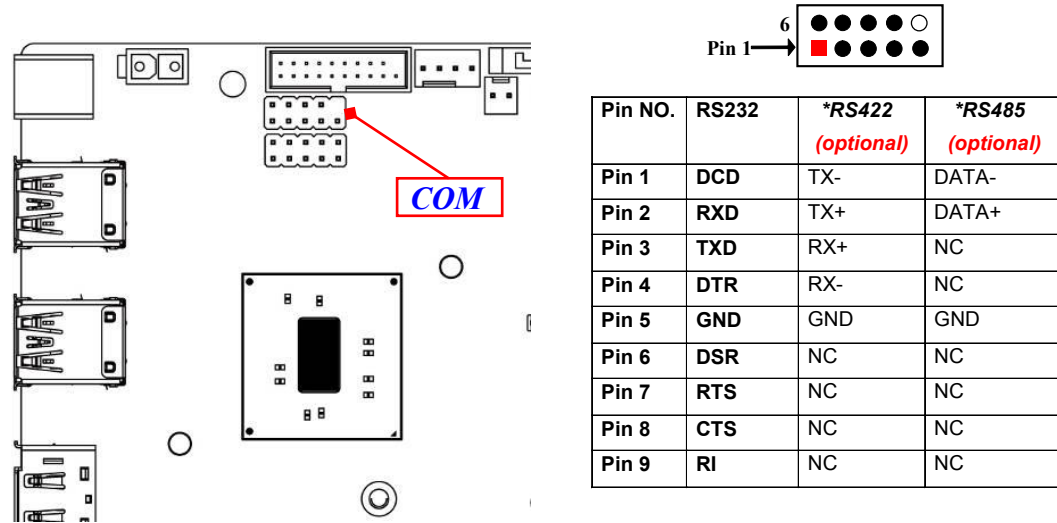 COM
6
Pin 1
Pin NO. RS232 *RS422 *RS485
(optional) (optional)
Pin 1 DCD TX- DATA-
Pin 2 RXD TX+ DATA+
Pin 3 TXD RX+ NC
Pin 4 DTR RX- NC
Pin 5 GND GND GND
Pin 6 DSR NC NC
Pin 7 RTS NC NC
Pin 8 CTS NC NC
Pin 9 RI NC NC